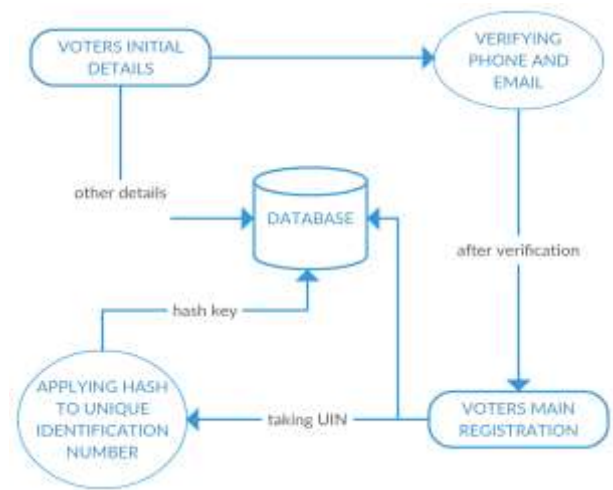 VOTERS INITIAL
DETAILS
VERIFYING
PHONE AND
EMAIL
other details
DATABASE
after verification
hash key
APPLYING HASH
TO UNIQUE
IDENTIFICATION
NUMBER
taking UIN
VOTERS MAIN
REGISTRATION